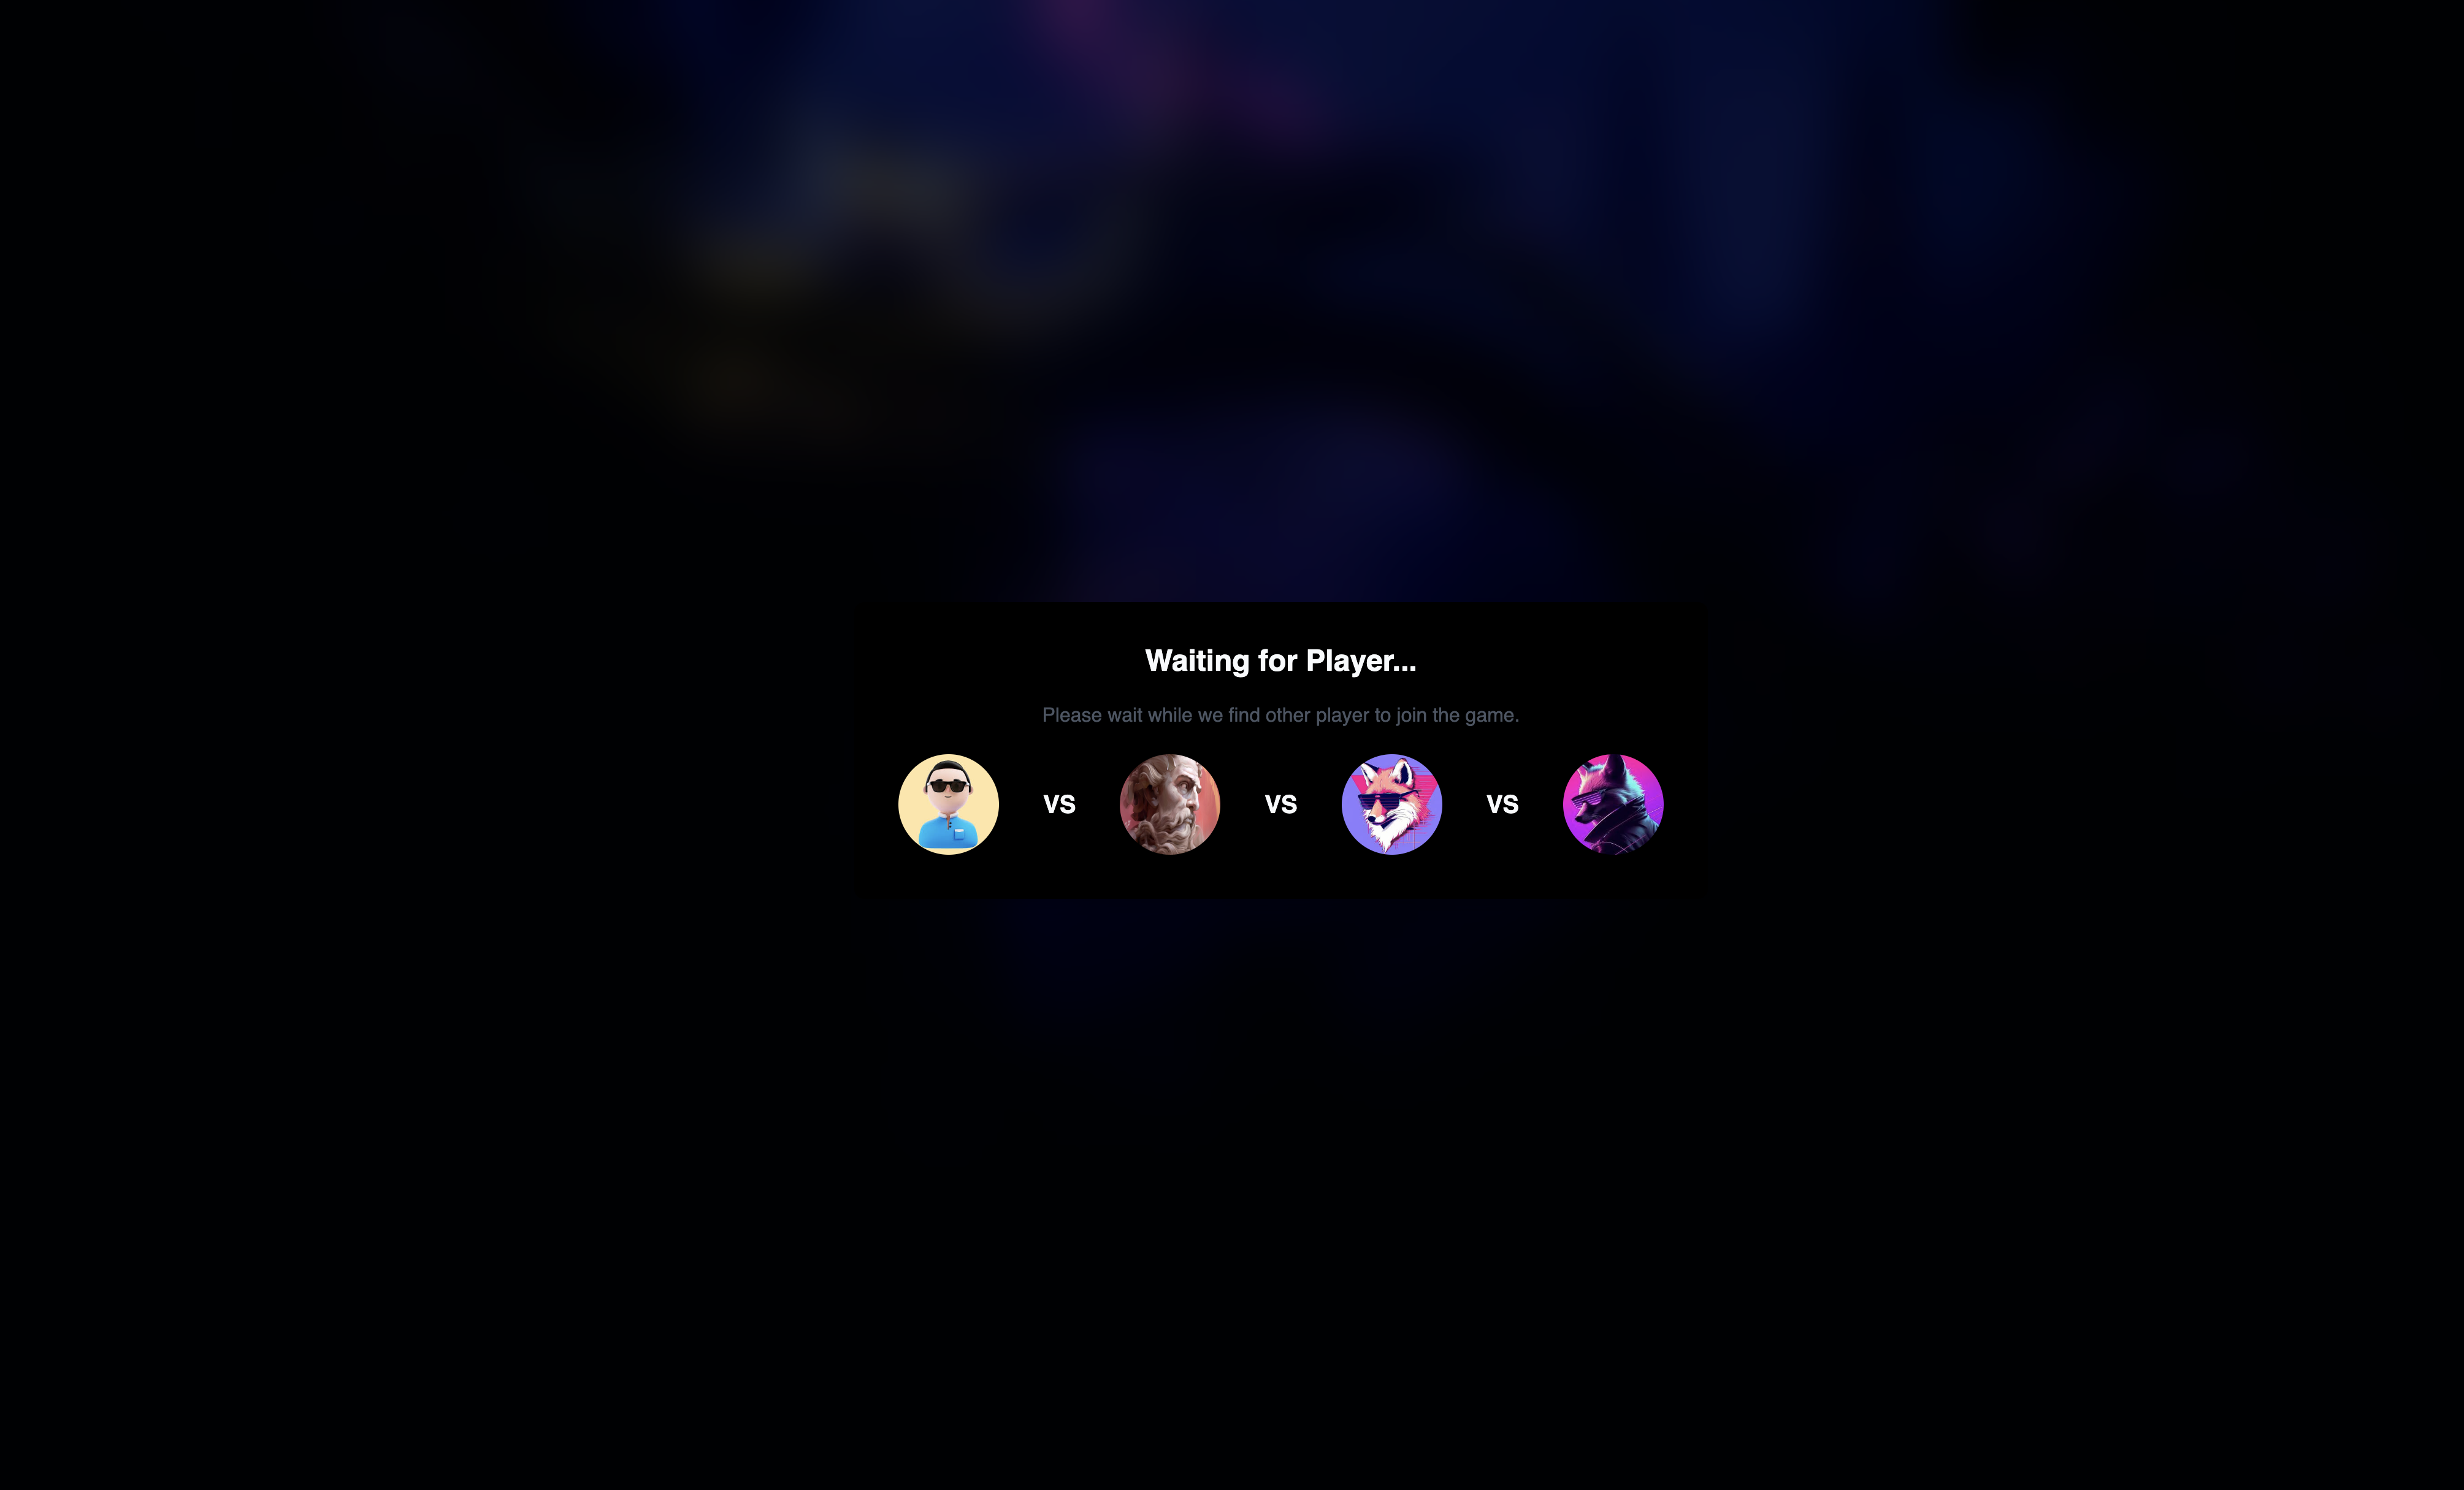 Waiting for Player...
Please wait while we find other player to join the game.
VS VS VS